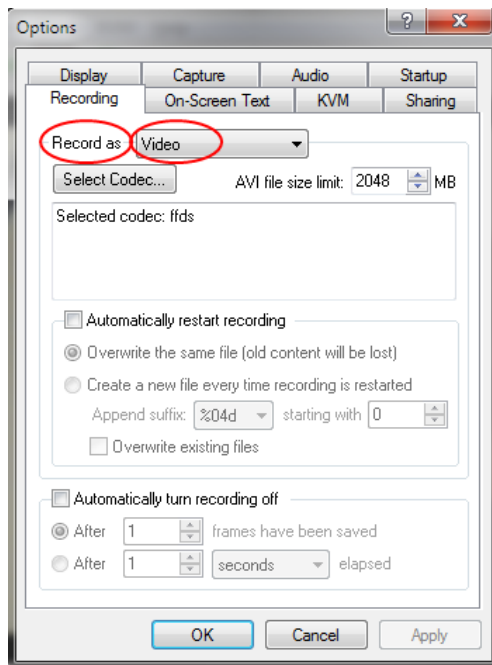 Options
Display Capture Audio Startup
Recording On-Screen Text KVM Sharing
Record as Video
Select Codec... AVI file size limit: 2048 MB
Selected codec: ffds
Automatically restart recording
Overwrite the same file (old content will be lost)
Create a new file every time recording is restarted
Append suffix: %04d starting with 0
Overwrite existing files
Automatically turn recording off
After 1 frames have been saved
After 1 seconds elapsed
OK Cancel Apply